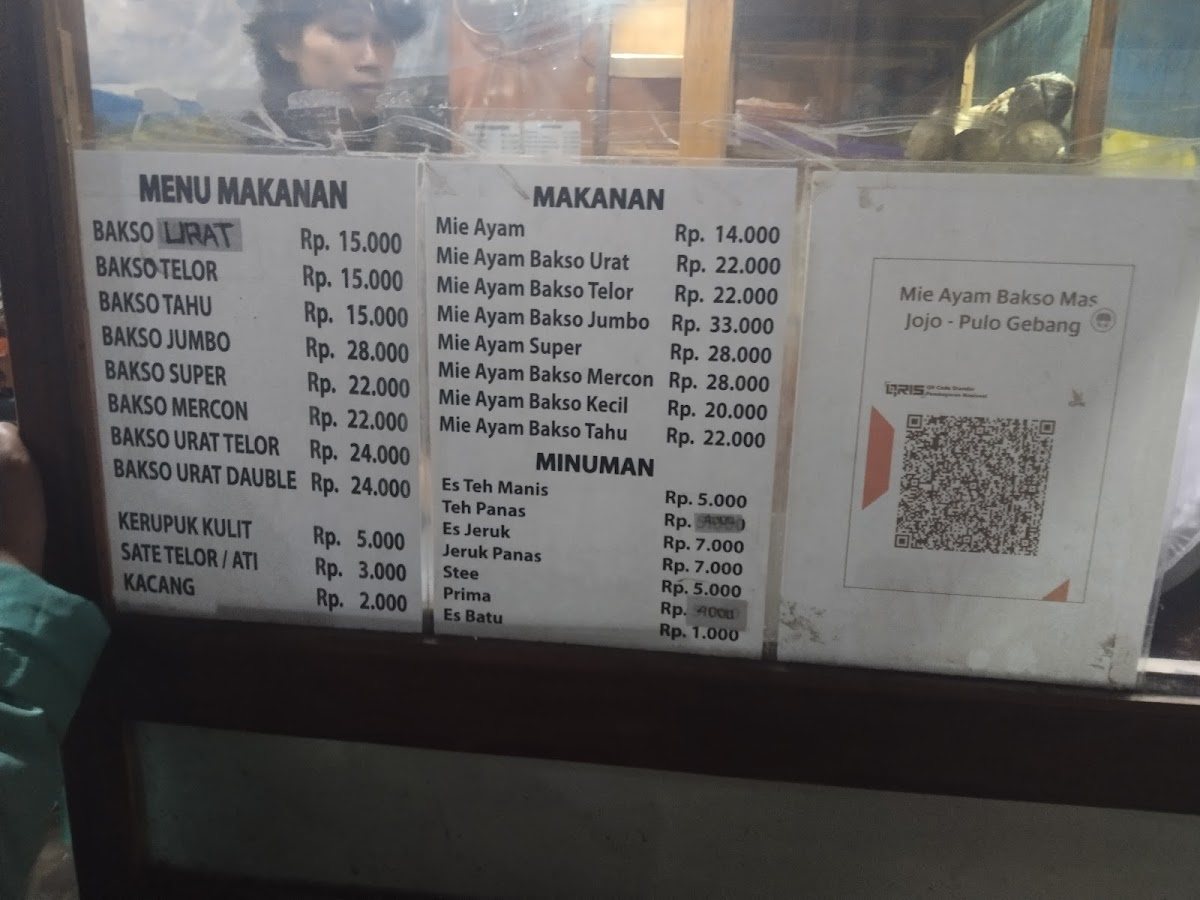 MENU MAKANAN
BAKSO URAT Rp. 15.000
BAKSO TELOR Rp. 15.000
BAKSO TAHU Rp. 15.000
BAKSO JUMBO Rp. 28.000
BAKSO SUPER Rp. 22.000
BAKSO MERCON Rp. 22.000
BAKSO URAT TELOR Rp. 24.000
BAKSO URAT DAUBLE Rp. 24.000
KERUPUK KULIT Rp. 5.000
SATE TELOR / ATI Rp. 3.000
KACANG Rp. 2.000
MAKANAN
Mie Ayam Rp. 14.000
Mie Ayam Bakso Urat Rp. 22.000
Mie Ayam Bakso Telor Rp. 22.000
Mie Ayam Bakso Jumbo Rp. 33.000
Mie Ayam Super Rp. 28.000
Mie Ayam Bakso Mercon Rp. 28.000
Mie Ayam Bakso Kecil Rp. 20.000
Mie Ayam Bakso Tahu Rp. 22.000
MINUMAN
Es Teh Manis Rp. 5.000
Teh Panas Rp.
Es Jeruk Rp. 7.000
Jeruk Panas Rp. 7.000
Stee Rp. 5.000
Prima Rp. 4000
Es Batu Rp. 1.000
Mie Ayam Bakso Mas
Jojo - Pulo Gebang
QRIS